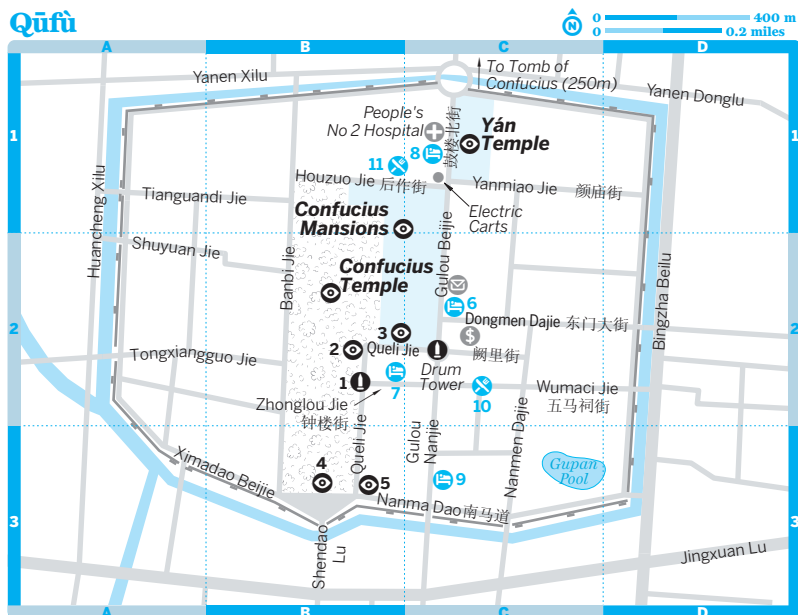 Qūfù
N
0 400 m
0 0.2 miles
A B C D
To Tomb of
Confucius (250m)
Yanen Xilu
Yanen Donglu
People's
No 2 Hospital
鼓楼北街
Yán
Temple
1
1
8
11
Houzuo Jie 后作街
Yanmiao Jie 颜庙街
Huancheng Xilu
Tianguandi Jie
Electric
Carts
Confucius
Mansions
Shuyuan Jie
Banbi Jie
Gulou Beijie
Confucius
Temple
Bingzha Beilu
6
Dongmen Dajie 东门大街
2
2
3
$
2
Queli Jie
阙里街
Tongxiangguo Jie
Drum
Tower
1
7
10
Wumaci Jie
五马祠街
Zhonglou Jie
钟楼街
Queli Jie
Gulou
Nanjie
Nanmen Dajie
Gupan
Pool
Ximadao Beijie
4
5
9
Nanma Dao 南马道
3
3
Shendao
Lu
Jingxuan Lu
A B C D